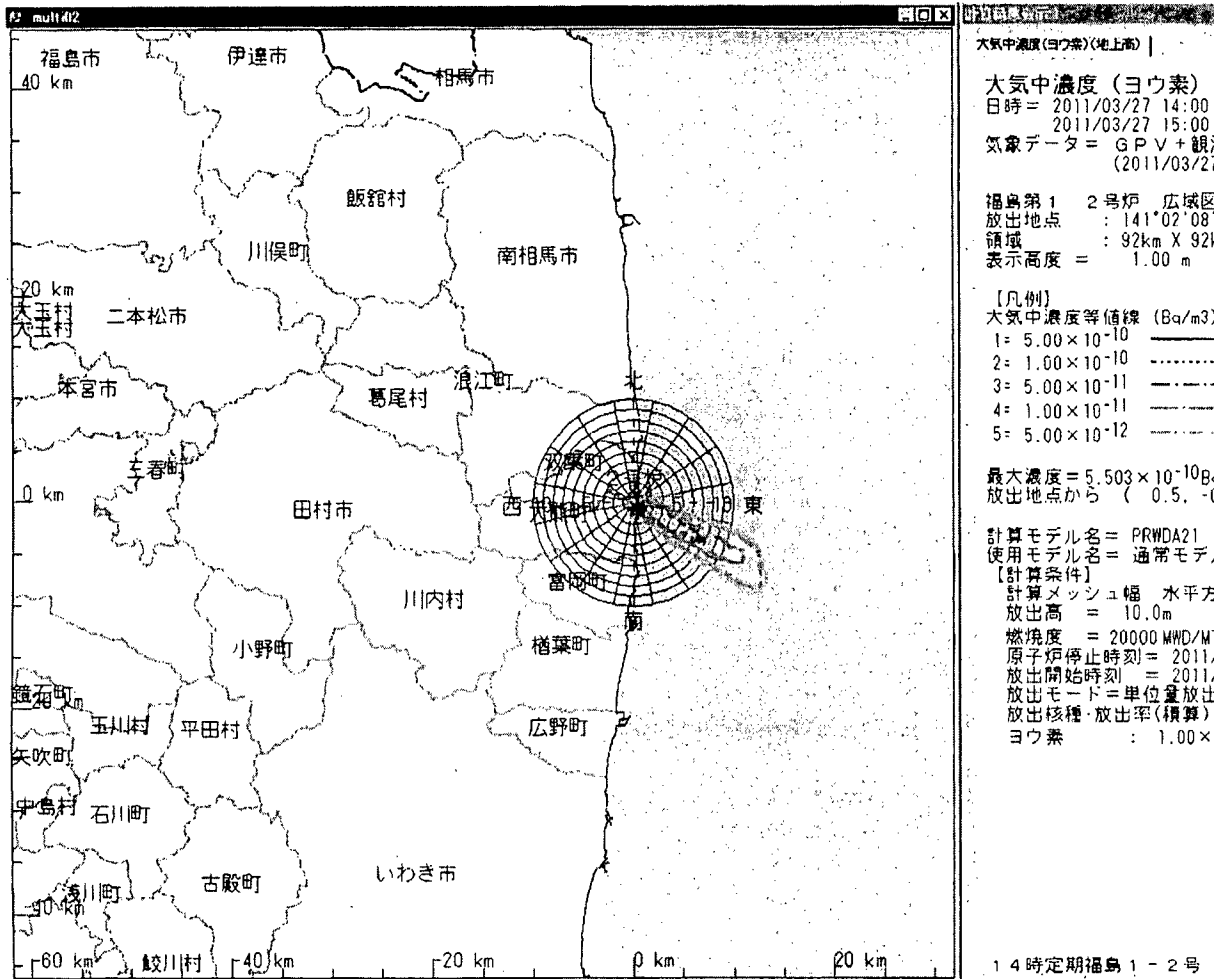 multi02
福島市
伊達市
相馬市
40 km
飯舘村
川俣町
南相馬市
20 km
大玉村
大玉村
二本松市
本宮市
葛尾村
浪江町
北
三春町
双葉町
0 km
田村市
西
東
富岡町
川内村
南
小野町
楢葉町
鏡石町
玉川村
平田村
広野町
矢吹町
中島村
石川町
浅川町
古殿町
いわき市
-60 km
鮫川村
-40 km
-20 km
0 km
20 km
大気中濃度(ヨウ素)(地上高)
大気中濃度 (ヨウ素)
日時= 2011/03/27 14:00
2011/03/27 15:00
気象データ= GPV+観
(2011/03/27
福島第1 2号炉 広域
放出地点 : 141°02'08
領域 : 92km X 92
表示高度 = 1.00 m
【凡例】
大気中濃度等値線 (Bq/m3)
1= 5.00×10⁻¹⁰
2= 1.00×10⁻¹⁰
3= 5.00×10⁻¹¹
4= 1.00×10⁻¹¹
5= 5.00×10⁻¹²
最大濃度=5.503×10⁻¹⁰B
放出地点から ( 0.5, -
計算モデル名= PRWDA21
使用モデル名= 通常モデ
【計算条件】
計算メッシュ幅 水平方
放出高 = 10.0m
燃焼度 = 20000MWD/M
原子炉停止時刻= 2011/
放出開始時刻 = 2011/
放出モード=単位量放出
放出核種・放出率(積算)
ヨウ素 : 1.00×
14時定期福島1-2号